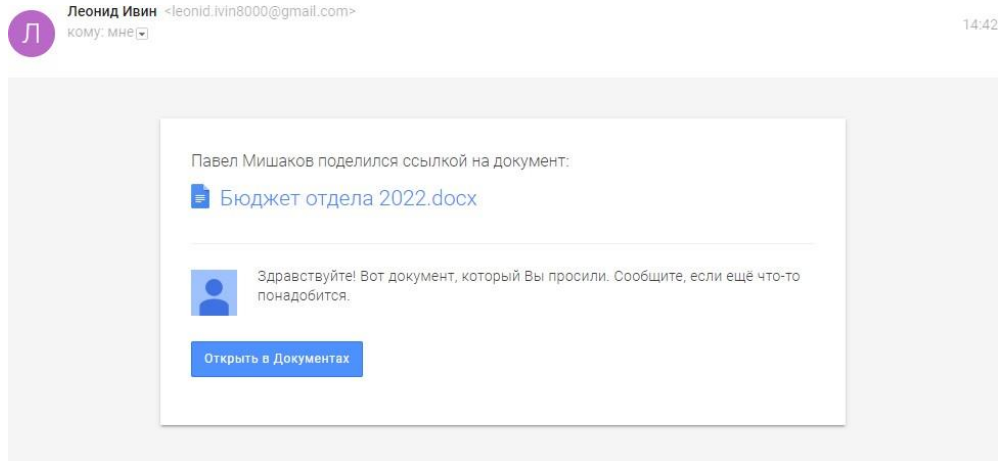 Леонид Ивин <leonid.ivin8000@gmail.com>
Л
кому: мне
14:42
Павел Мишаков поделился ссылкой на документ:
Бюджет отдела 2022.docx
Здравствуйте! Вот документ, который Вы просили. Сообщите, если ещё что-то
понадобится.
Открыть в Документах